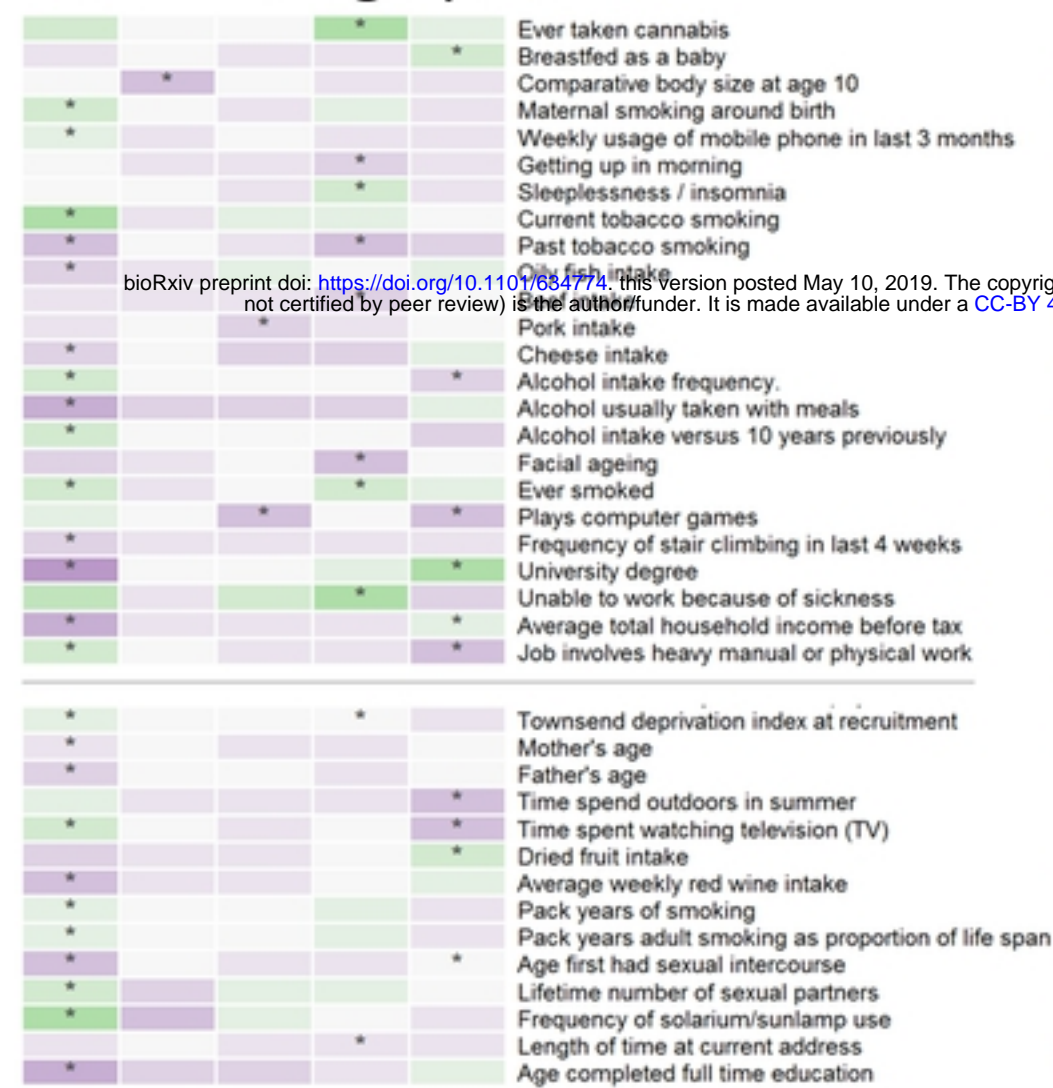 Ever taken cannabis
Breastfed as a baby
Comparative body size at age 10
Maternal smoking around birth
Weekly usage of mobile phone in last 3 months
Getting up in morning
Sleeplessness / insomnia
Current tobacco smoking
Past tobacco smoking
Oily fish intake
bioRxiv preprint doi: https://doi.org/10.1101/634774. this version posted May 10, 2019. The
Beef intake
not certified by peer review) is the author/funder. It is made available under a CC-BY
Pork intake
Cheese intake
Alcohol intake frequency.
Alcohol usually taken with meals
Alcohol intake versus 10 years previously
Facial ageing
Ever smoked
Plays computer games
Frequency of stair climbing in last 4 weeks
University degree
Unable to work because of sickness
Average total household income before tax
Job involves heavy manual or physical work
Townsend deprivation index at recruitment
Mother's age
Father's age
Time spend outdoors in summer
Time spent watching television (TV)
Dried fruit intake
Average weekly red wine intake
Pack years of smoking
Pack years adult smoking as proportion of life span
Age first had sexual intercourse
Lifetime number of sexual partners
Frequency of solarium/sunlamp use
Length of time at current address
Age completed full time education